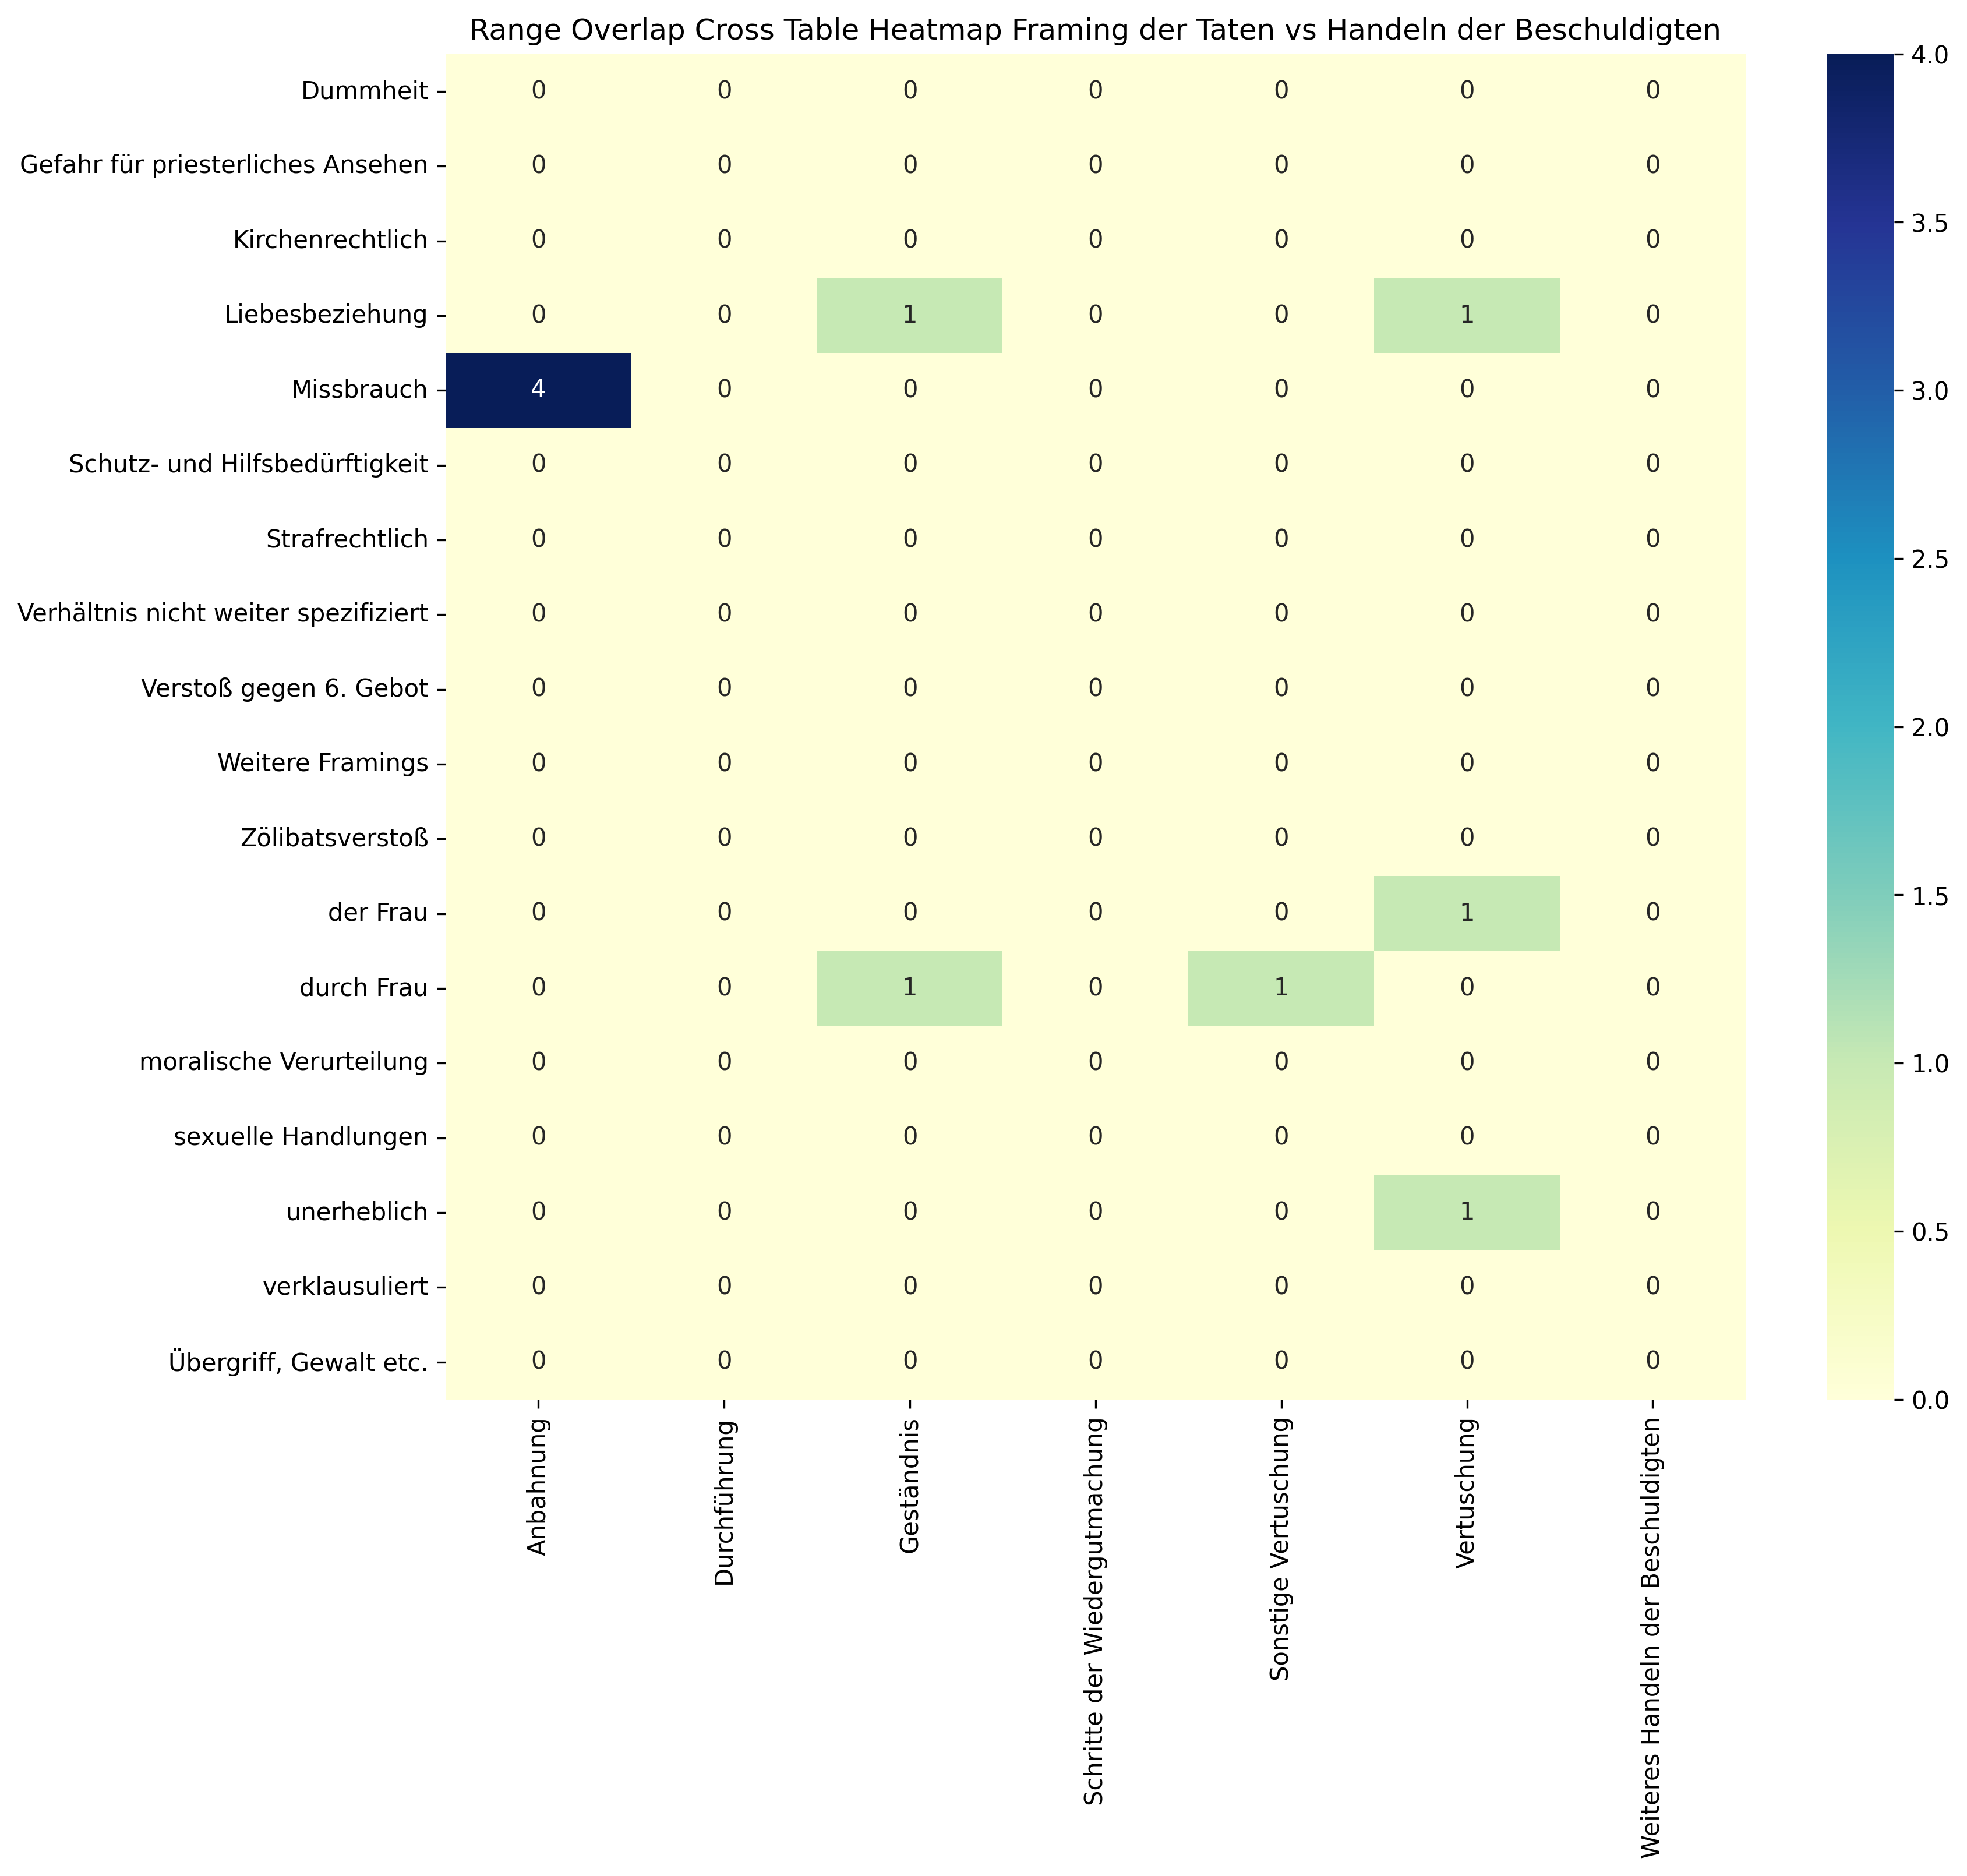 Range Overlap Cross Table Heatmap Framing der Taten vs Handeln der Beschuldigten
Dummheit 0 0 0 0 0 0 0
Gefahr für priesterliches Ansehen 0 0 0 0 0 0 0
Kirchenrechtlich 0 0 0 0 0 0 0
Liebesbeziehung 0 0 1 0 0 1 0
Missbrauch 4 0 0 0 0 0 0
Schutz- und Hilfsbedürftigkeit 0 0 0 0 0 0 0
Strafrechtlich 0 0 0 0 0 0 0
Verhältnis nicht weiter spezifiziert 0 0 0 0 0 0 0
Verstoß gegen 6. Gebot 0 0 0 0 0 0 0
Weitere Framings 0 0 0 0 0 0 0
Zölibatsverstoß 0 0 0 0 0 0 0
der Frau 0 0 0 0 0 1 0
durch Frau 0 0 1 0 1 0 0
moralische Verurteilung 0 0 0 0 0 0 0
sexuelle Handlungen 0 0 0 0 0 0 0
unerheblich 0 0 0 0 0 1 0
verklausuliert 0 0 0 0 0 0 0
Übergriff, Gewalt etc. 0 0 0 0 0 0 0
Anbahnung
Durchführung
Geständnis
Schritte der Wiedergutmachung
Sonstige Vertuschung
Vertuschung
Weiteres Handeln der Beschuldigten
4.0
3.5
3.0
2.5
2.0
1.5
1.0
0.5
0.0